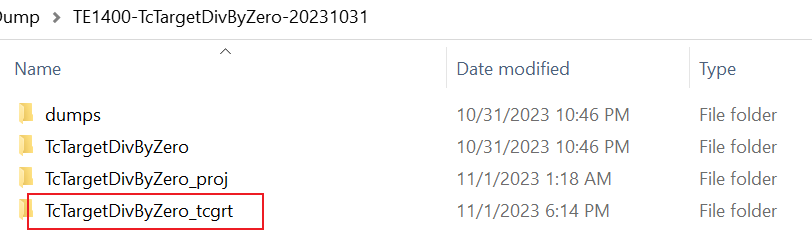 Dump > TE1400-TcTargetDivByZero-20231031
Name Date modified Type
dumps 10/31/2023 10:46 PM File folder
TcTargetDivByZero 10/31/2023 10:46 PM File folder
TcTargetDivByZero_proj 11/1/2023 1:18 AM File folder
TcTargetDivByZero_tcgrt 11/1/2023 6:14 PM File folder